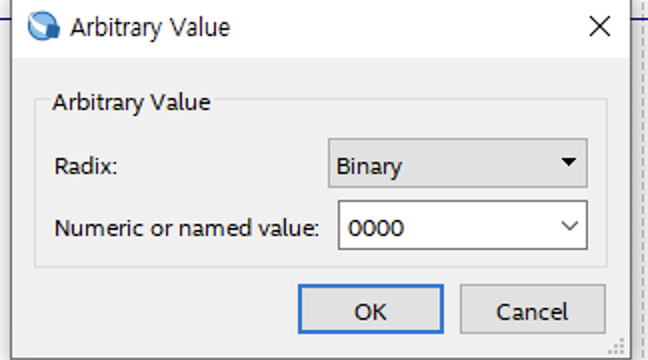 Arbitrary Value
Arbitrary Value
Radix:
Binary
Numeric or named value:
0000
OK
Cancel